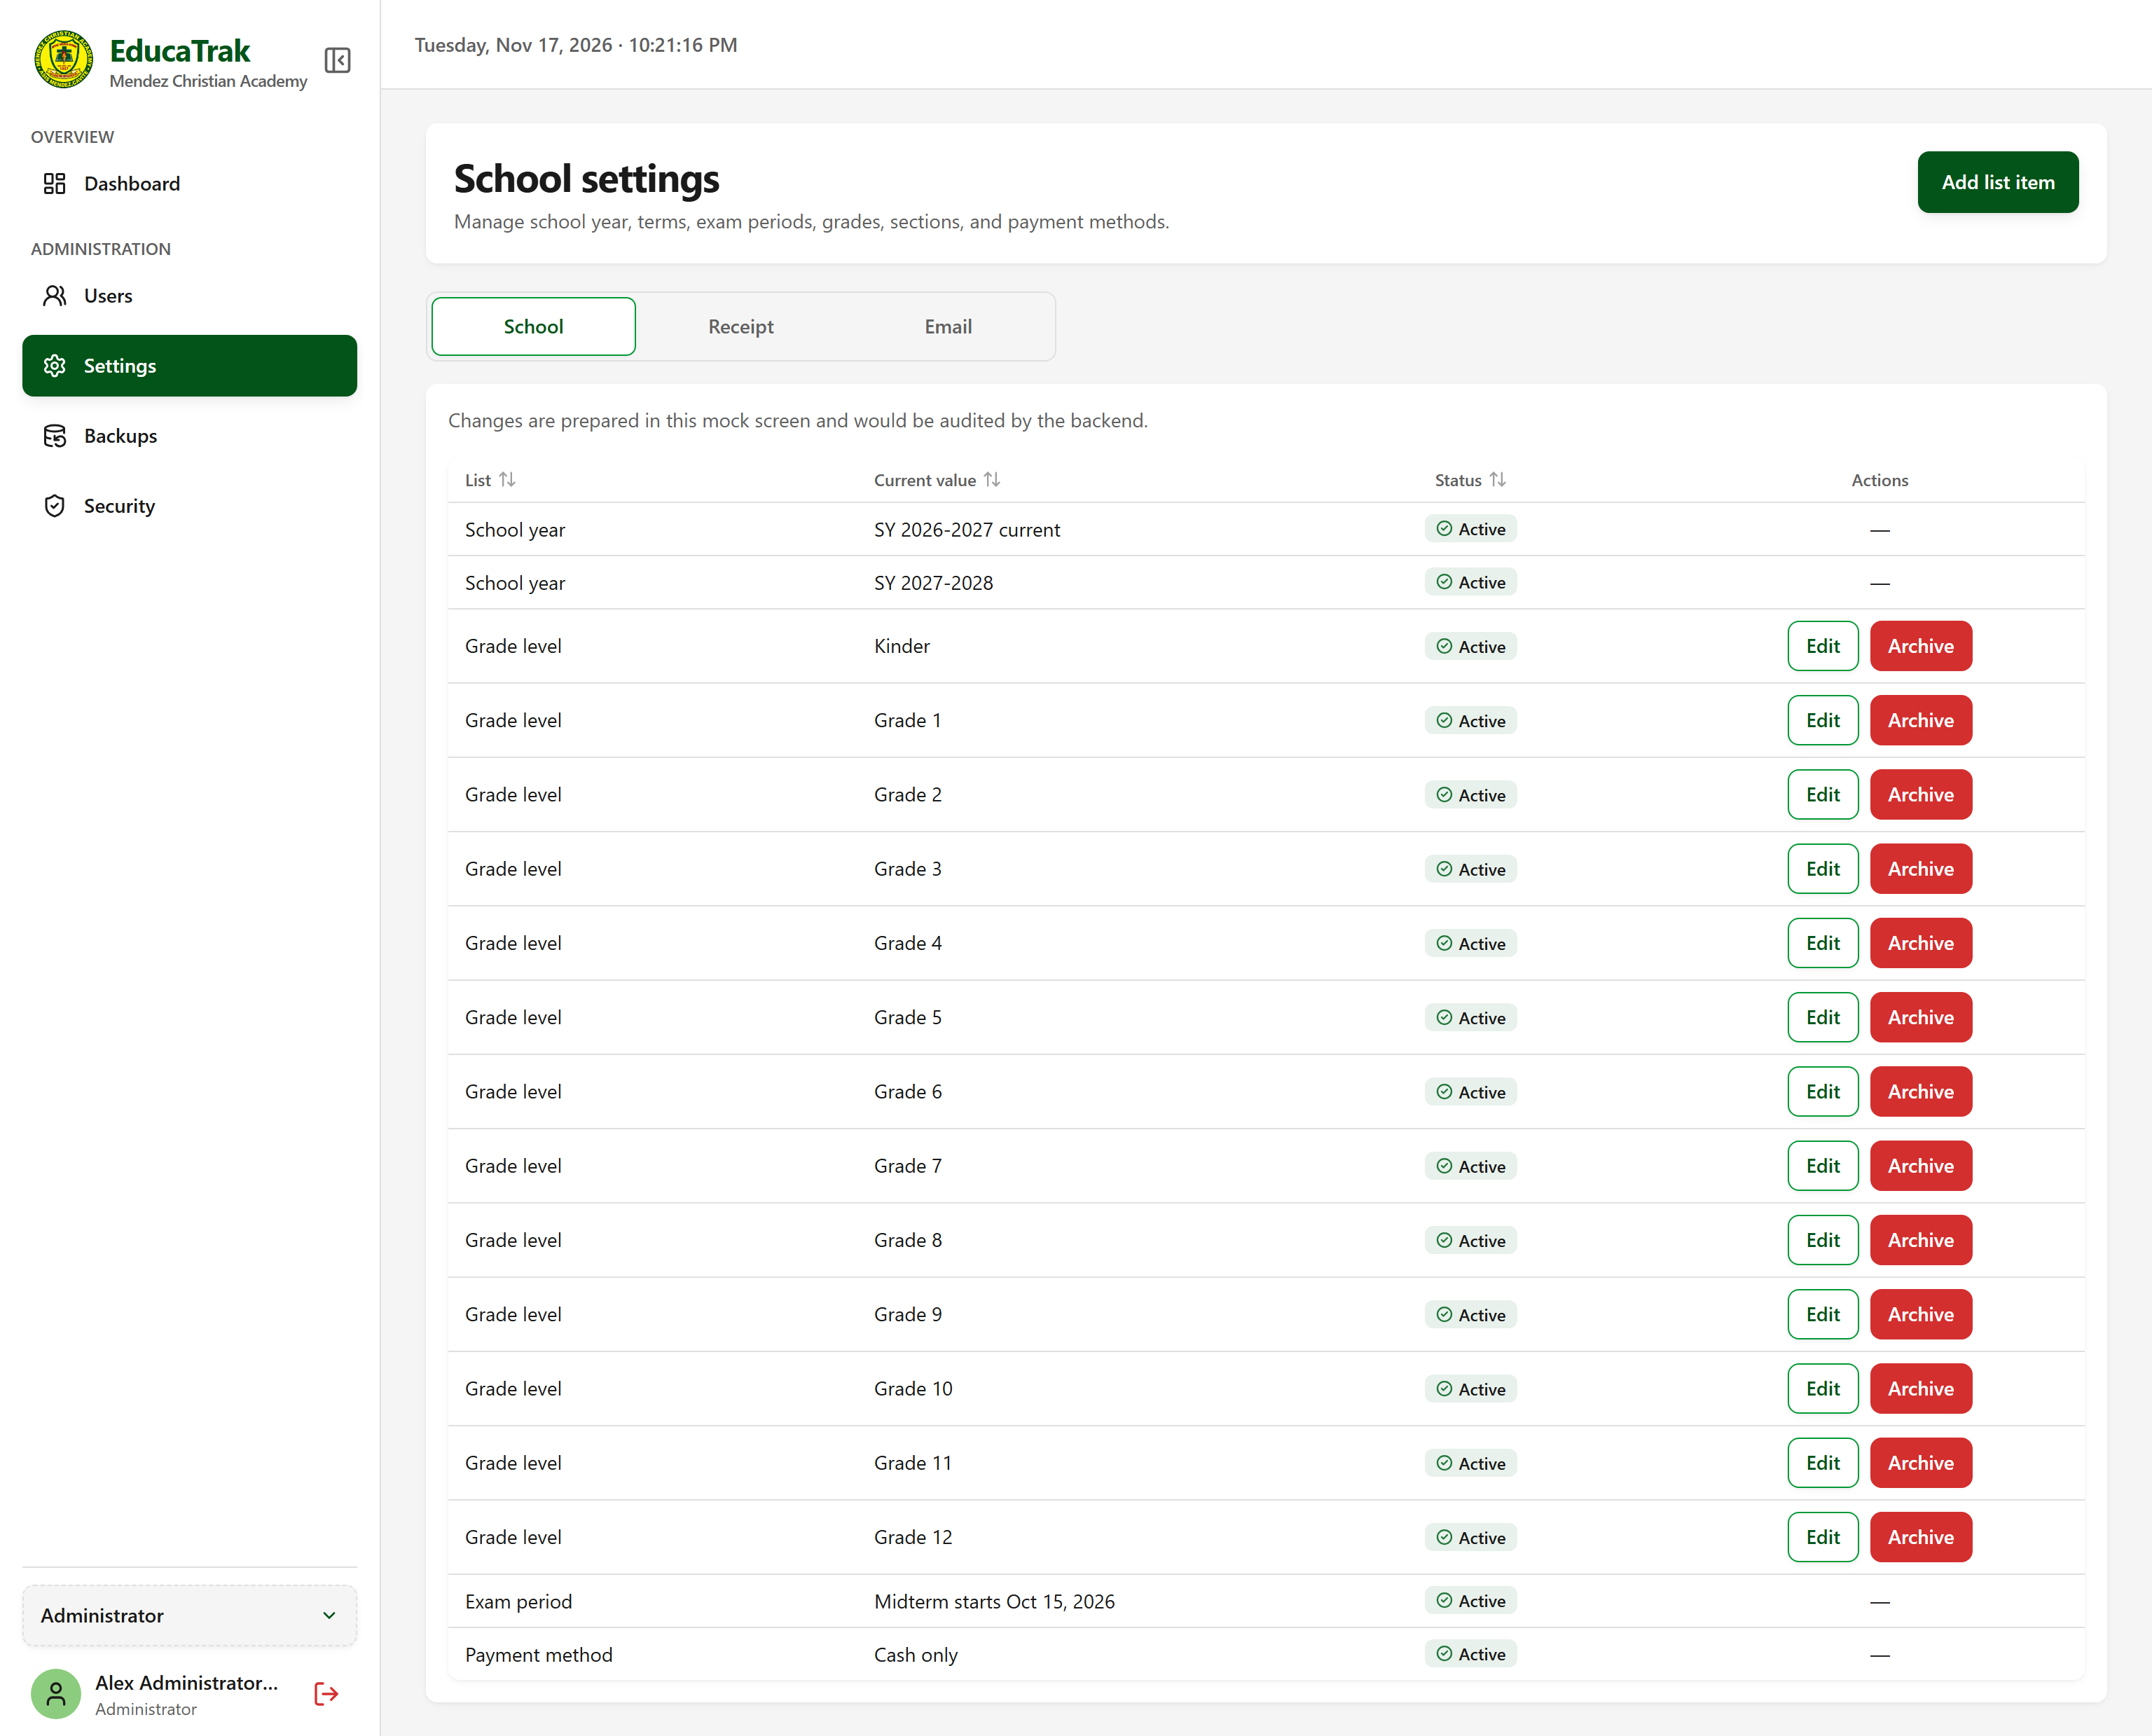 EducaTrak
Mendez Christian Academy
OVERVIEW
Dashboard
ADMINISTRATION
Users
Settings
Backups
Security
Administrator
Alex Administrator...
Administrator
Tuesday, Nov 17, 2026 · 10:21:16 PM
School settings
Manage school year, terms, exam periods, grades, sections, and payment methods.
Add list item
School Receipt Email
Changes are prepared in this mock screen and would be audited by the backend.
List Current value Status Actions
School year SY 2026-2027 current Active —
School year SY 2027-2028 Active —
Grade level Kinder Active Edit Archive
Grade level Grade 1 Active Edit Archive
Grade level Grade 2 Active Edit Archive
Grade level Grade 3 Active Edit Archive
Grade level Grade 4 Active Edit Archive
Grade level Grade 5 Active Edit Archive
Grade level Grade 6 Active Edit Archive
Grade level Grade 7 Active Edit Archive
Grade level Grade 8 Active Edit Archive
Grade level Grade 9 Active Edit Archive
Grade level Grade 10 Active Edit Archive
Grade level Grade 11 Active Edit Archive
Grade level Grade 12 Active Edit Archive
Exam period Midterm starts Oct 15, 2026 Active —
Payment method Cash only Active —